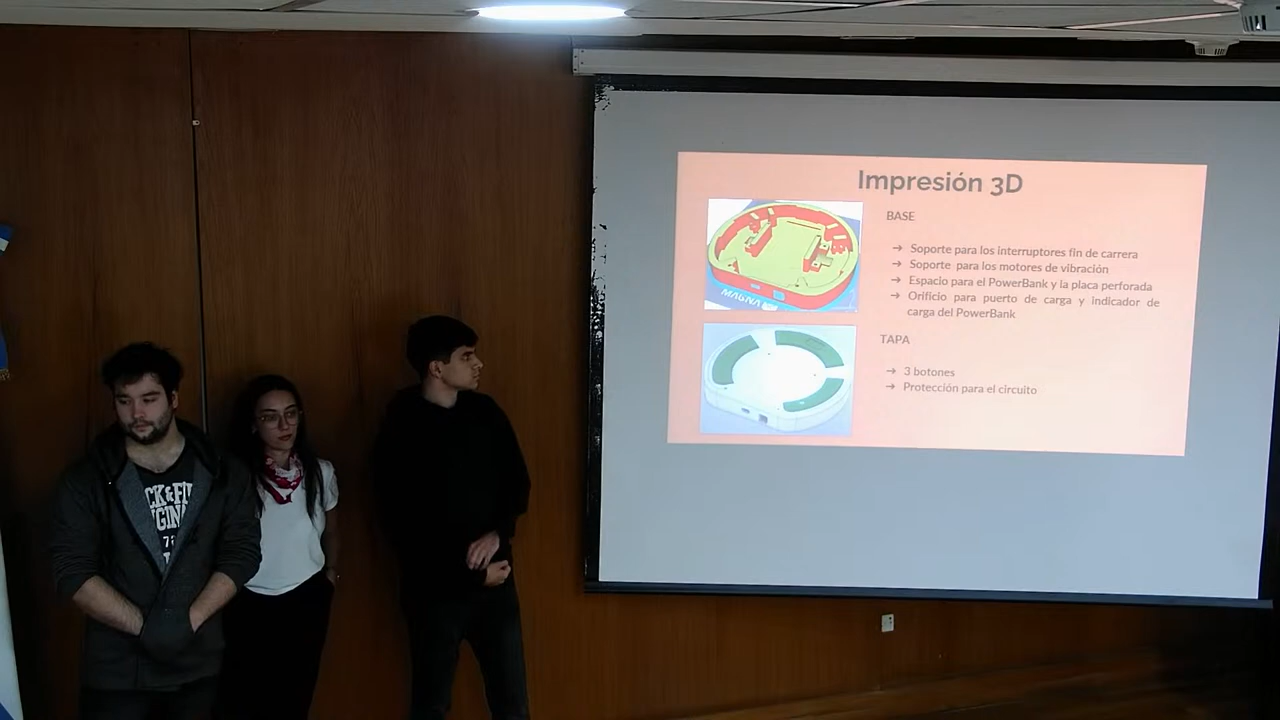 Impresión 3D
BASE
→ Soporte para los interruptores fin de carrera
→ Soporte para los motores de vibración
→ Espacio para el PowerBank y la placa perforada
→ Orificio para puerto de carga y indicador de
carga del PowerBank
TAPA
→ 3 botones
→ Protección para el circuito